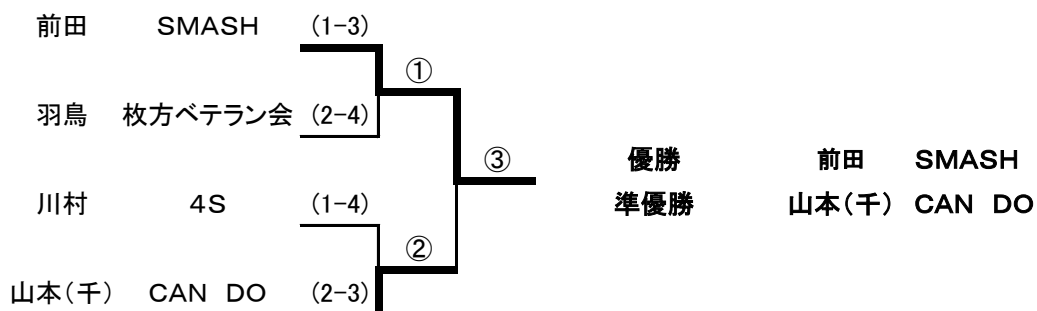 前田 SMASH (1-3)
①
羽鳥 枚方ベテラン会 (2-4)
③ 優勝 前田 SMASH
川村 4S (1-4) 準優勝 山本(千) CAN DO
②
山本(千) CAN DO (2-3)